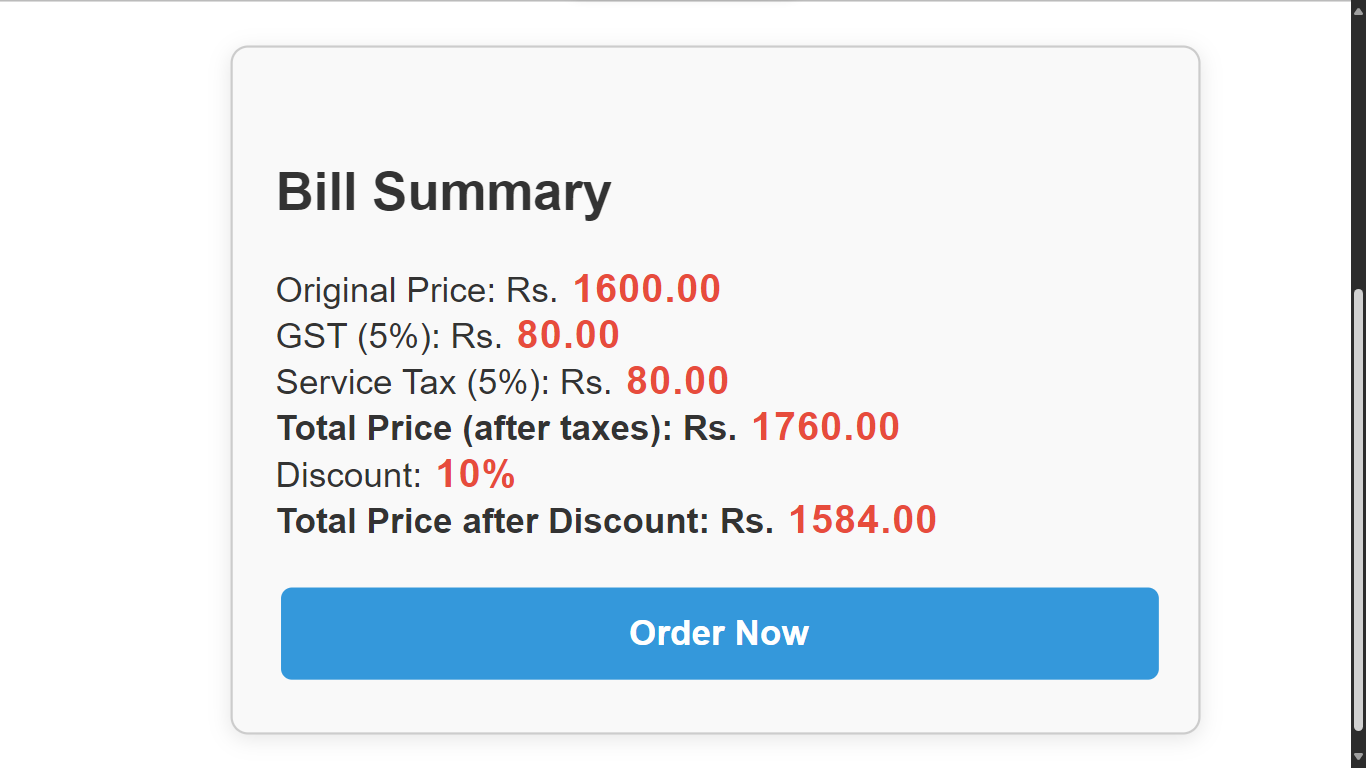 Bill Summary
Original Price: Rs. 1600.00
GST (5%): Rs. 80.00
Service Tax (5%): Rs. 80.00
Total Price (after taxes): Rs. 1760.00
Discount: 10%
Total Price after Discount: Rs. 1584.00
Order Now